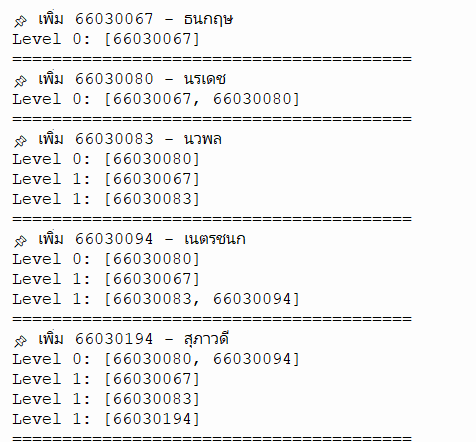 📌 เพิ่ม 66030067 - ธนกฤษ
Level 0: [66030067]
========================================
📌 เพิ่ม 66030080 - นรเดช
Level 0: [66030067, 66030080]
========================================
📌 เพิ่ม 66030083 - นวพล
Level 0: [66030080]
Level 1: [66030067]
Level 1: [66030083]
========================================
📌 เพิ่ม 66030094 - เนตรชนก
Level 0: [66030080]
Level 1: [66030067]
Level 1: [66030083, 66030094]
========================================
📌 เพิ่ม 66030194 - สุภาวดี
Level 0: [66030080, 66030094]
Level 1: [66030067]
Level 1: [66030083]
Level 1: [66030194]
========================================